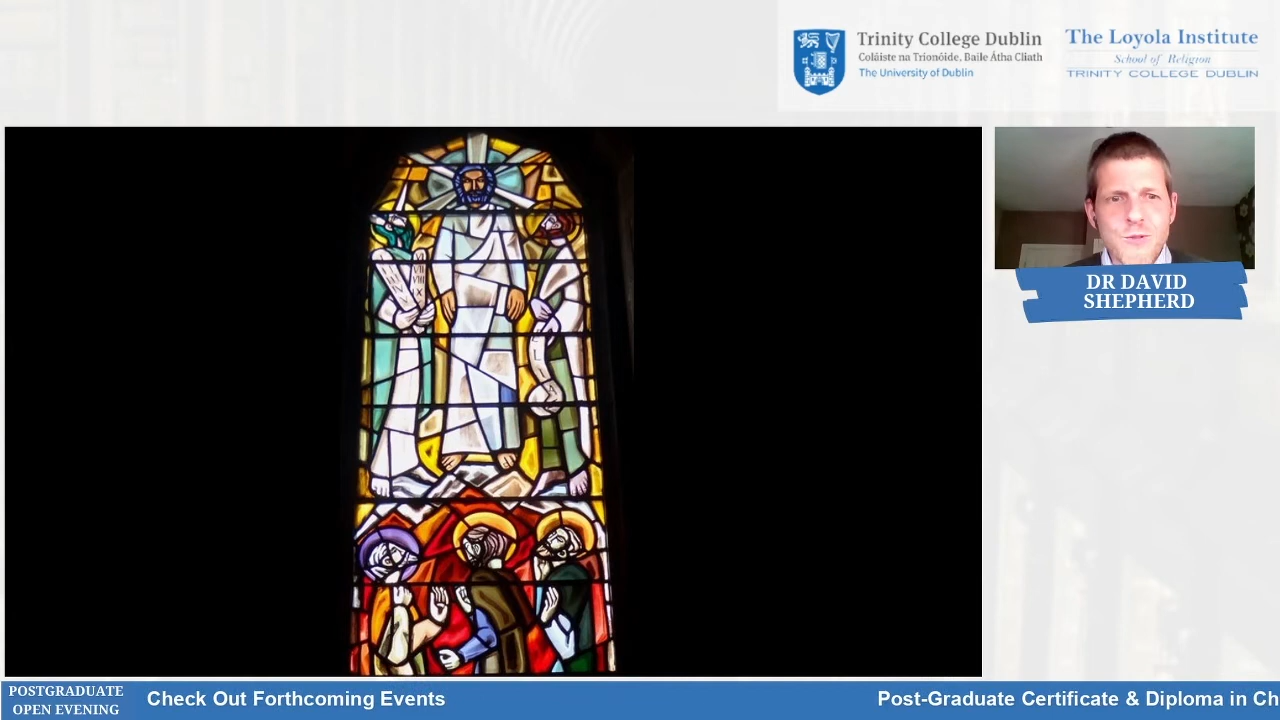 Trinity College Dublin
Coláiste na Tríonóide, Baile Átha Cliath
The University of Dublin
The Loyola Institute
School of Religion
TRINITY COLLEGE DUBLIN
DR DAVID
SHEPHERD
POSTGRADUATE
OPEN EVENING
Check Out Forthcoming Events
Post-Graduate Certificate & Diploma in Ch